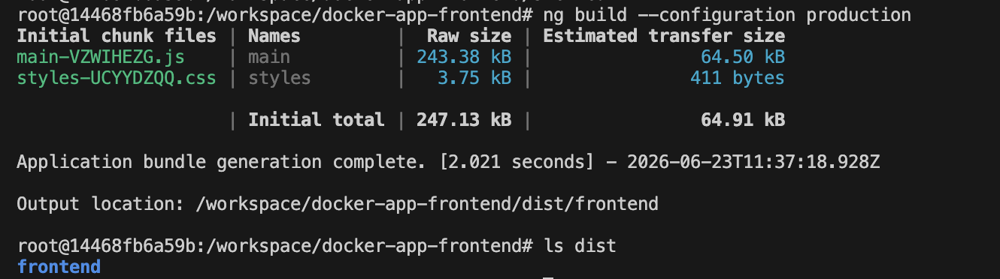 root@14468fb6a59b:/workspace/docker-app-frontend# ng build --configuration production
Initial chunk files | Names | Raw size | Estimated transfer size
main-VZWIHEZG.js | main | 243.38 kB | 64.50 kB
styles-UCYYDZQQ.css | styles | 3.75 kB | 411 bytes
| Initial total | 247.13 kB | 64.91 kB
Application bundle generation complete. [2.021 seconds] - 2026-06-23T11:37:18.928Z
Output location: /workspace/docker-app-frontend/dist/frontend
root@14468fb6a59b:/workspace/docker-app-frontend# ls dist
frontend